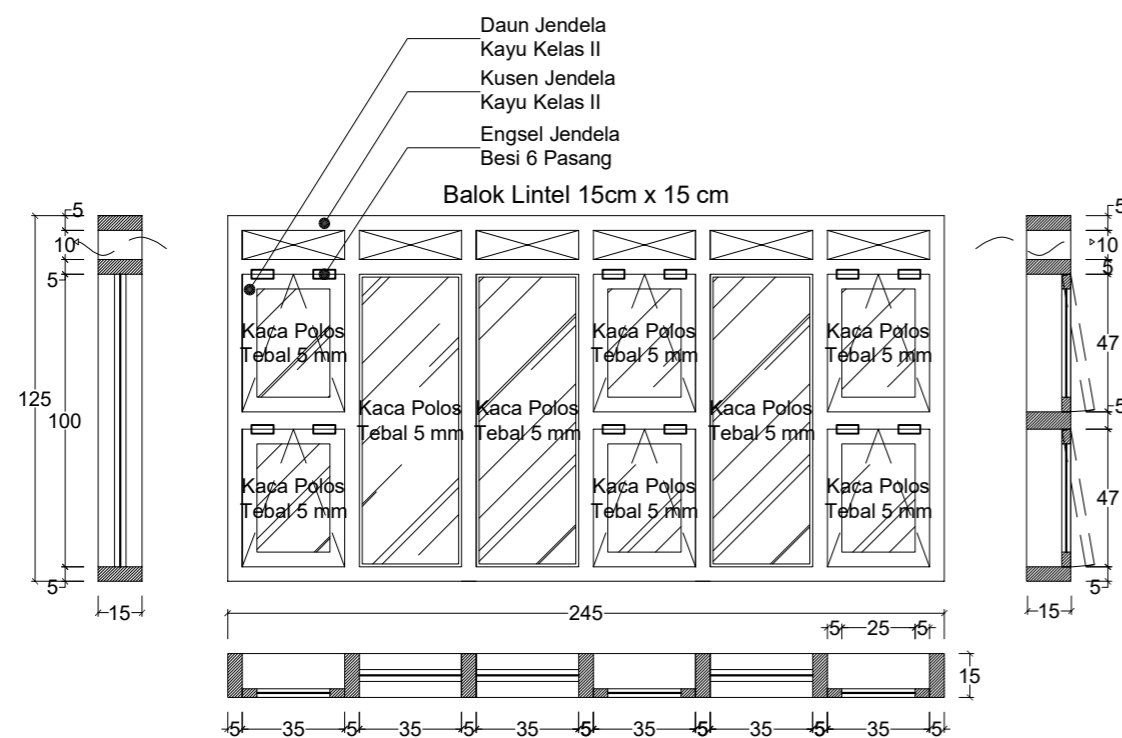 Daun Jendela
Kayu Kelas II
Kusen Jendela
Kayu Kelas II
Engsel Jendela
Besi 6 Pasang
Balok Lintel 15cm x 15 cm
5
10
5
125
100
5
15
Kaca Polos
Tebal 5 mm
Kaca Polos
Tebal 5 mm
Kaca Polos
Tebal 5 mm
Kaca Polos
Tebal 5 mm
Kaca Polos
Tebal 5 mm
Kaca Polos
Tebal 5 mm
Kaca Polos
Tebal 5 mm
Kaca Polos
Tebal 5 mm
Kaca Polos
Tebal 5 mm
5
10
5
47
5
47
5
15
245
5 25 5
15
5 35 5 35 5 35 5 35 5 35 5 35 5